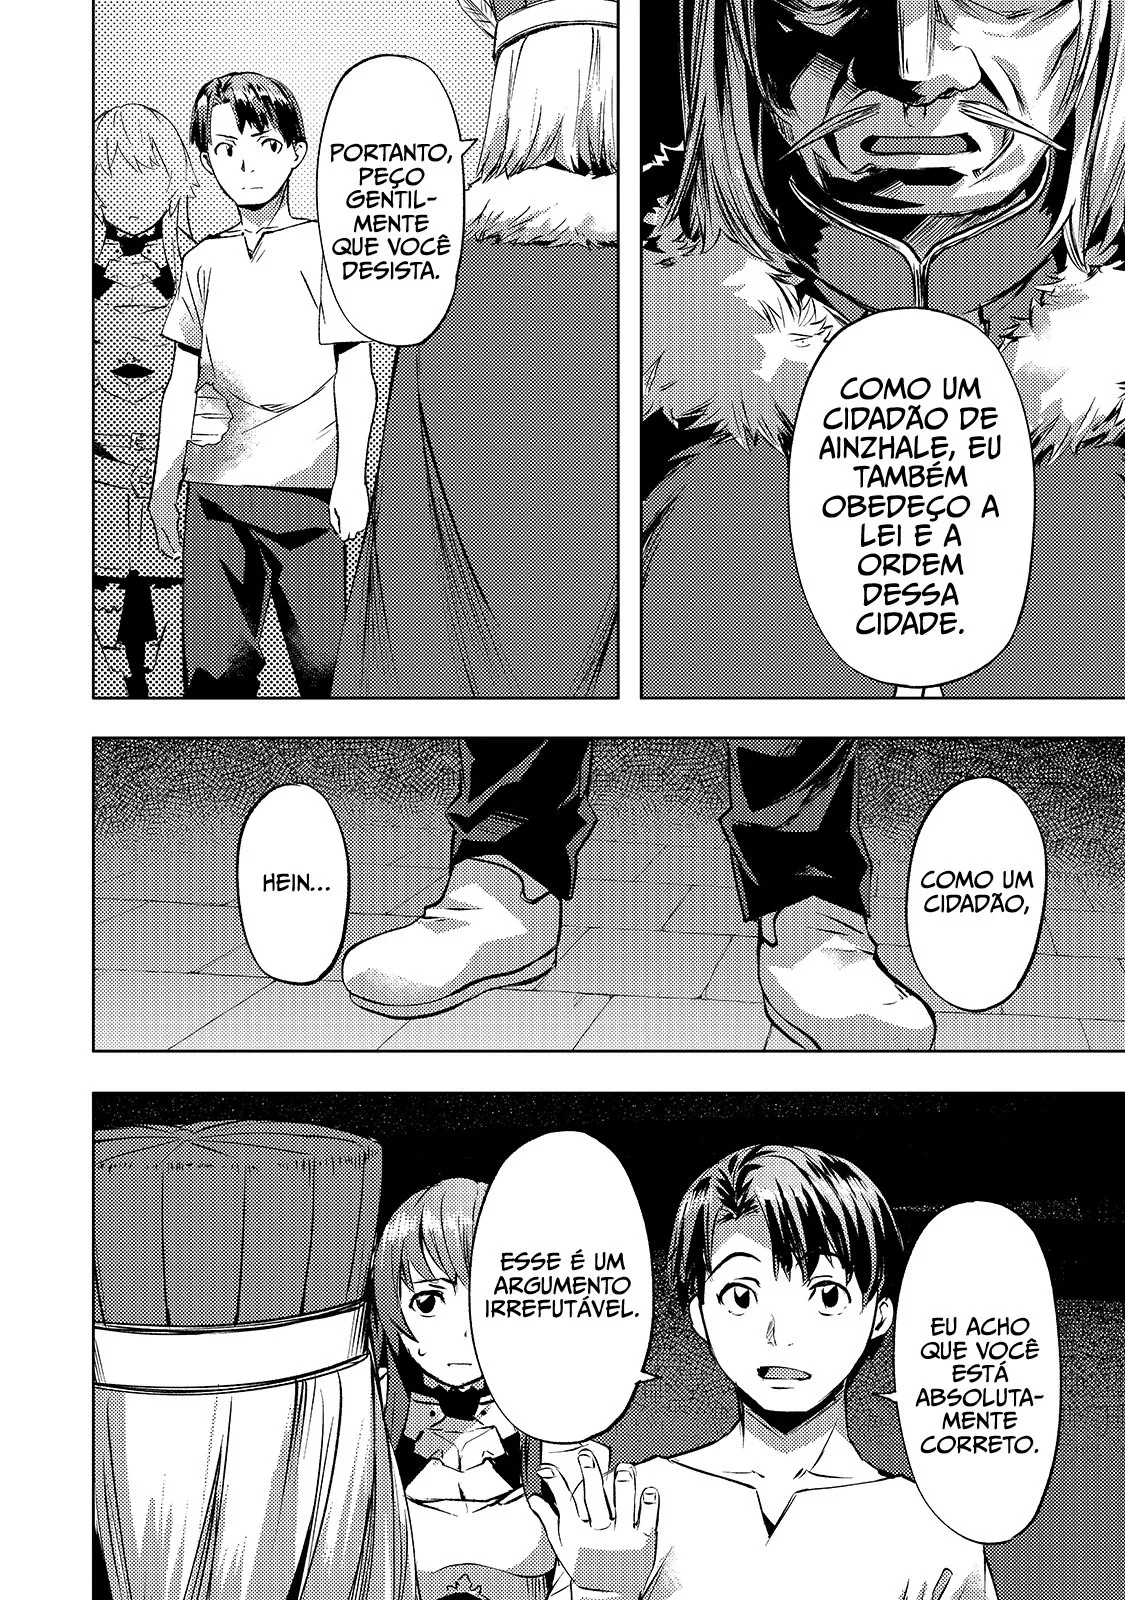 COMO UM
CIDADÃO DE
AINZHALE, EU
TAMBÉM
OBEDEÇO A
LEI E A
ORDEM
DESSA
CIDADE.
PORTANTO,
PEÇO
GENTIL-
MENTE
QUE VOCÊ
DESISTA.
COMO UM
CIDADÃO,
HEIN...
EU ACHO
QUE VOCÊ
ESTÁ
ABSOLUTA-
MENTE
CORRETO.
ESSE É UM
ARGUMENTO
IRREFUTÁVEL.